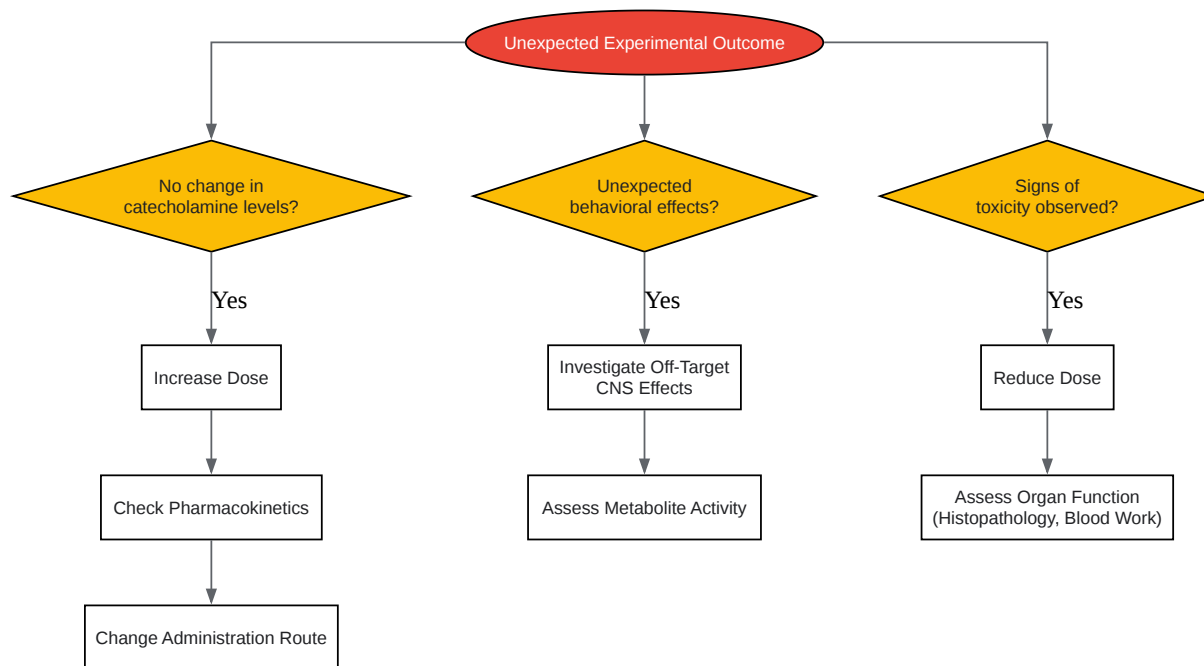 Unexpected Experimental Outcome
No change in
catecholamine levels?
Unexpected
behavioral effects?
Signs of
toxicity observed?
Yes
Yes
Yes
Increase Dose
Investigate Off-Target
CNS Effects
Reduce Dose
Check Pharmacokinetics
Assess Metabolite Activity
Assess Organ Function
(Histopathology, Blood Work)
Change Administration Route